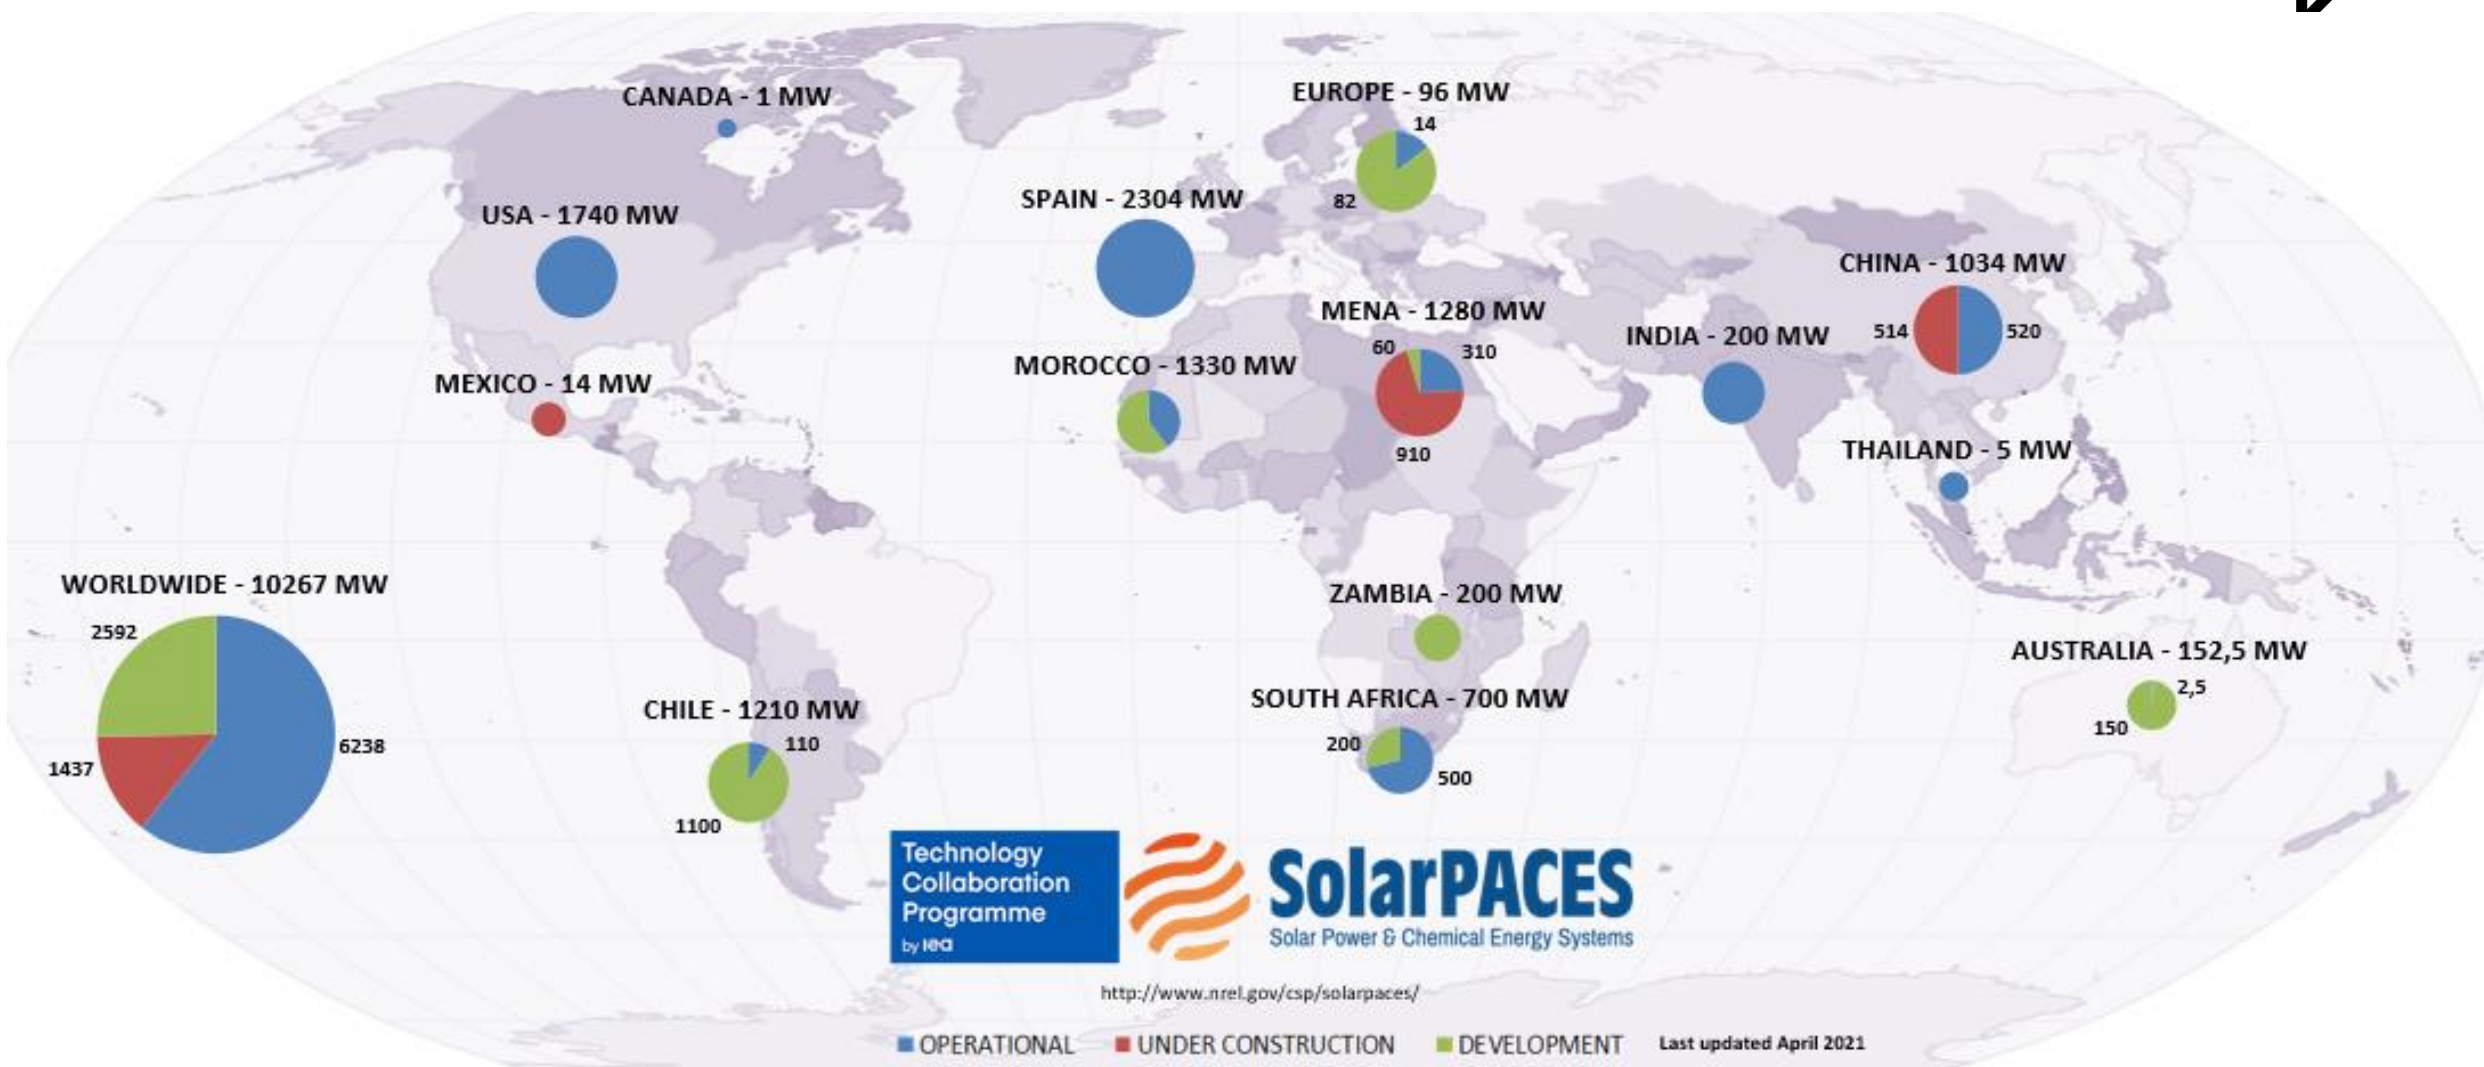 CANADA - 1 MW
EUROPE - 96 MW
14
82
USA - 1740 MW
SPAIN - 2304 MW
CHINA - 1034 MW
514
520
MENA - 1280 MW
60
310
910
INDIA - 200 MW
MOROCCO - 1330 MW
MEXICO - 14 MW
THAILAND - 5 MW
WORLDWIDE - 10267 MW
2592
1437
6238
ZAMBIA - 200 MW
AUSTRALIA - 152,5 MW
2,5
150
SOUTH AFRICA - 700 MW
200
500
CHILE - 1210 MW
110
1100
Technology
Collaboration
Programme
by iea
SolarPACES
Solar Power & Chemical Energy Systems
http://www.nrel.gov/csp/solarpaces/
OPERATIONAL UNDER CONSTRUCTION DEVELOPMENT Last updated April 2021